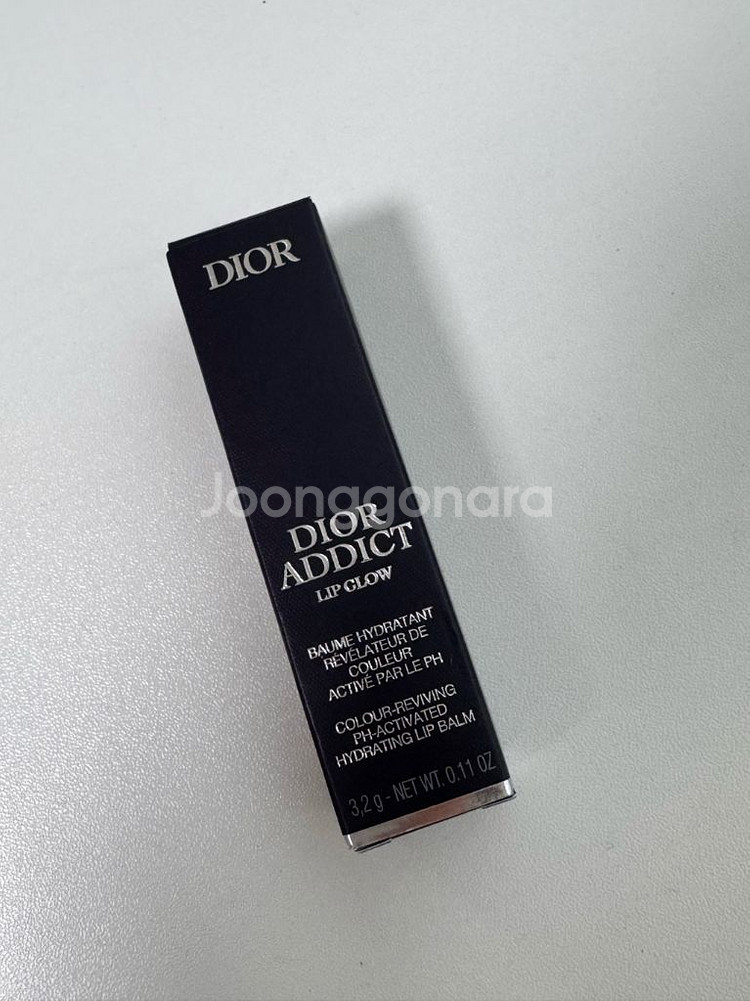 DIOR
Joonggonara
DIOR
ADDICT
LIP GLOW
BAUME HYDRATANT
RÉVÉLATEUR DE
COULEUR
ACTIVÉ PAR LE PH
COLOUR-REVIVING
PH-ACTIVATED
HYDRATING LIP BALM
3,2 g - NET WT. 0.11 OZ